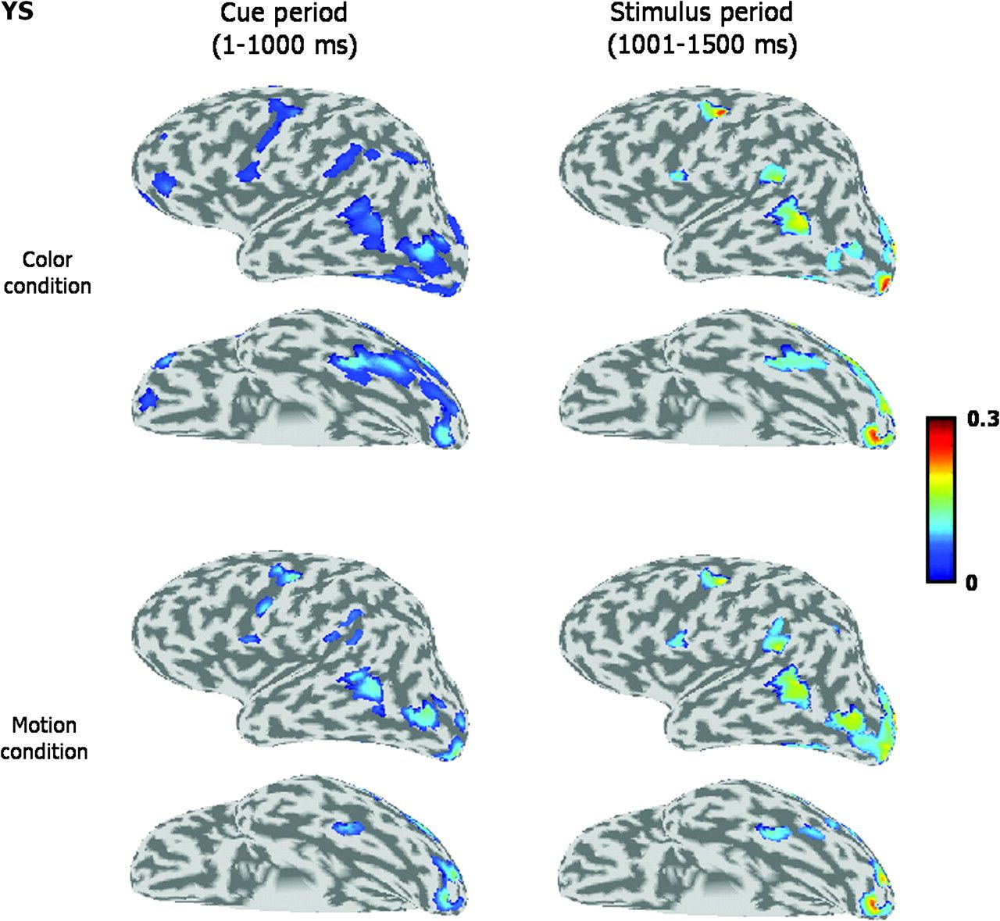 YS
Cue period
(1-1000 ms)
Stimulus period
(1001-1500 ms)
Color
condition
0.3
0
Motion
condition